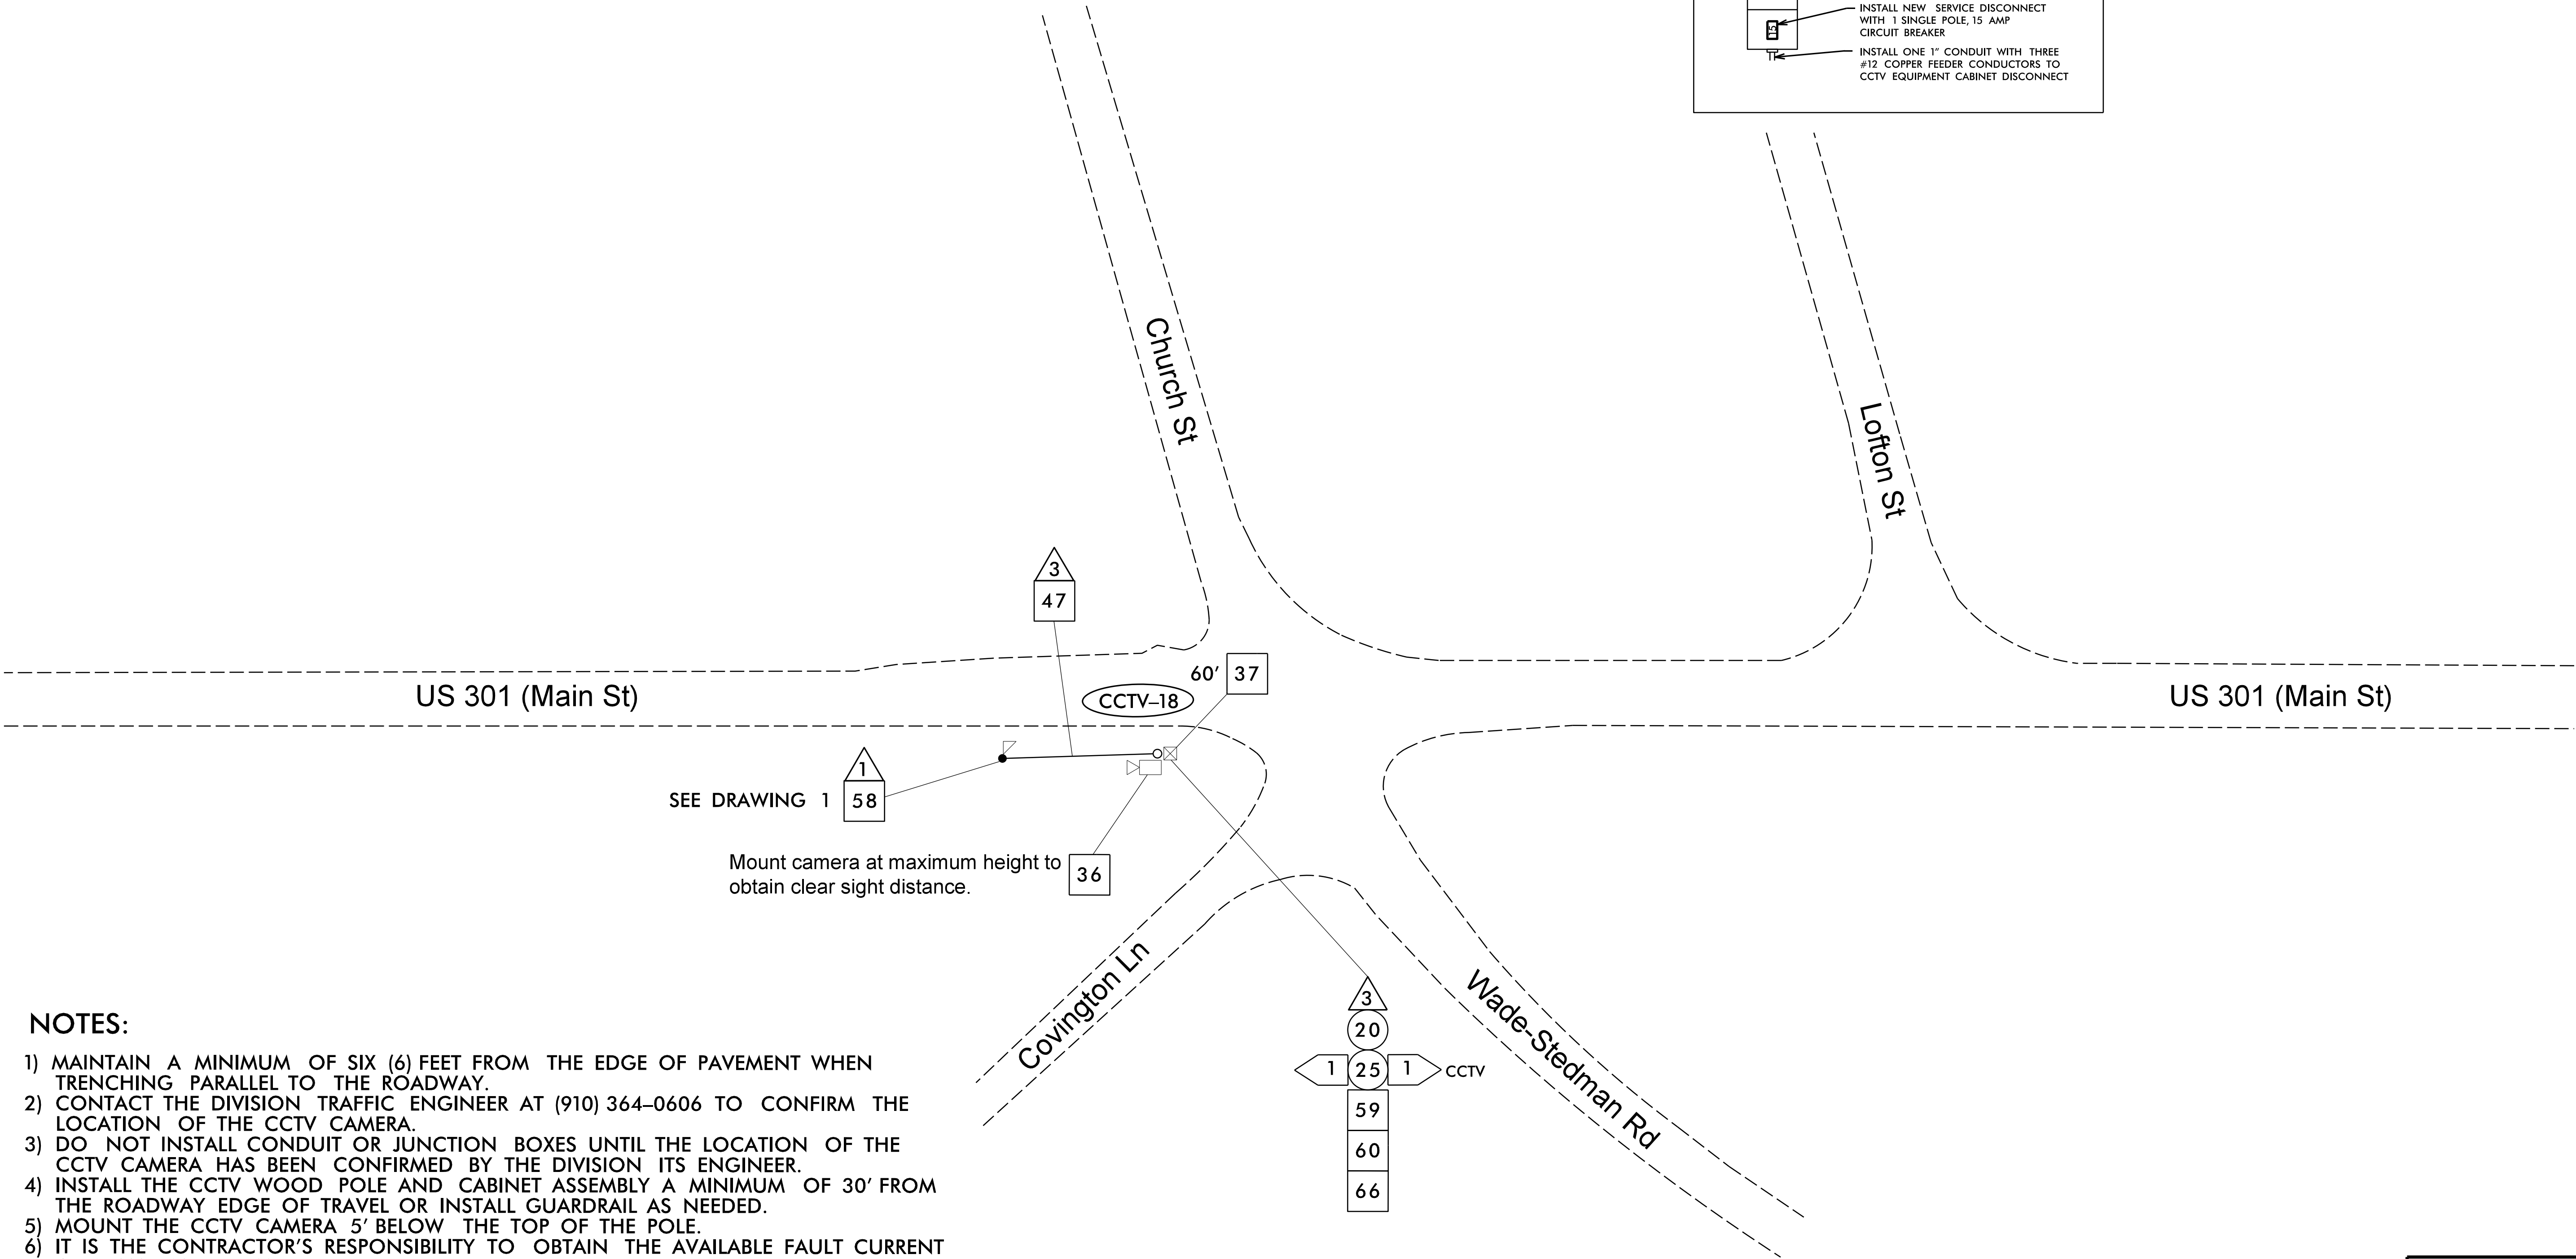 INSTALL NEW SERVICE DISCONNECT
WITH 1 SINGLE POLE, 15 AMP
CIRCUIT BREAKER
15
INSTALL ONE 1" CONDUIT WITH THREE
#12 COPPER FEEDER CONDUCTORS TO
CCTV EQUIPMENT CABINET DISCONNECT
Church St
Lofton St
3
47
60' 37
CCTV–18
US 301 (Main St)
US 301 (Main St)
1
SEE DRAWING 1 58
Mount camera at maximum height to
obtain clear sight distance.
36
Covington Ln
Wade-Stedman Rd
3
20
1 25 1 CCTV
59
60
66
NOTES:
1) MAINTAIN A MINIMUM OF SIX (6) FEET FROM THE EDGE OF PAVEMENT WHEN
TRENCHING PARALLEL TO THE ROADWAY.
2) CONTACT THE DIVISION TRAFFIC ENGINEER AT (910) 364–0606 TO CONFIRM THE
LOCATION OF THE CCTV CAMERA.
3) DO NOT INSTALL CONDUIT OR JUNCTION BOXES UNTIL THE LOCATION OF THE
CCTV CAMERA HAS BEEN CONFIRMED BY THE DIVISION ITS ENGINEER.
4) INSTALL THE CCTV WOOD POLE AND CABINET ASSEMBLY A MINIMUM OF 30' FROM
THE ROADWAY EDGE OF TRAVEL OR INSTALL GUARDRAIL AS NEEDED.
5) MOUNT THE CCTV CAMERA 5' BELOW THE TOP OF THE POLE.
6) IT IS THE CONTRACTOR'S RESPONSIBILITY TO OBTAIN THE AVAILABLE FAULT CURRENT